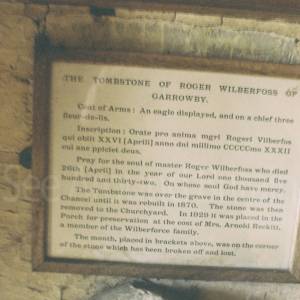 THE TOMBSTONE OF ROGER WILBERFOSS OF
GARROWBY.
Coat of Arms: An eagle displayed, and on a chief three
fleur-de-lis.
Inscription: Orate pro anima mgri Rogeri Vilberfos
qui obiit XXVI [Aprili] anno dni millimo CCCCCmo XXXII
cui ane ppiciet deus.
Pray for the soul of master Roger Wilberfoss who died
26th [April] in the year of our Lord one thousand five
hundred and thirty-two. On whose soul God have mercy.
The Tombstone was over the grave in the centre of the
Chancel until it was rebuilt in 1870. The stone was then
removed to the Churchyard. In 1929 it was placed in the
Porch for preservation at the cost of Mrs. Arnold Reckitt,
a member of the Wilberforce family.
The month, placed in brackets above, was on the corner
of the stone which has been broken off and lost.